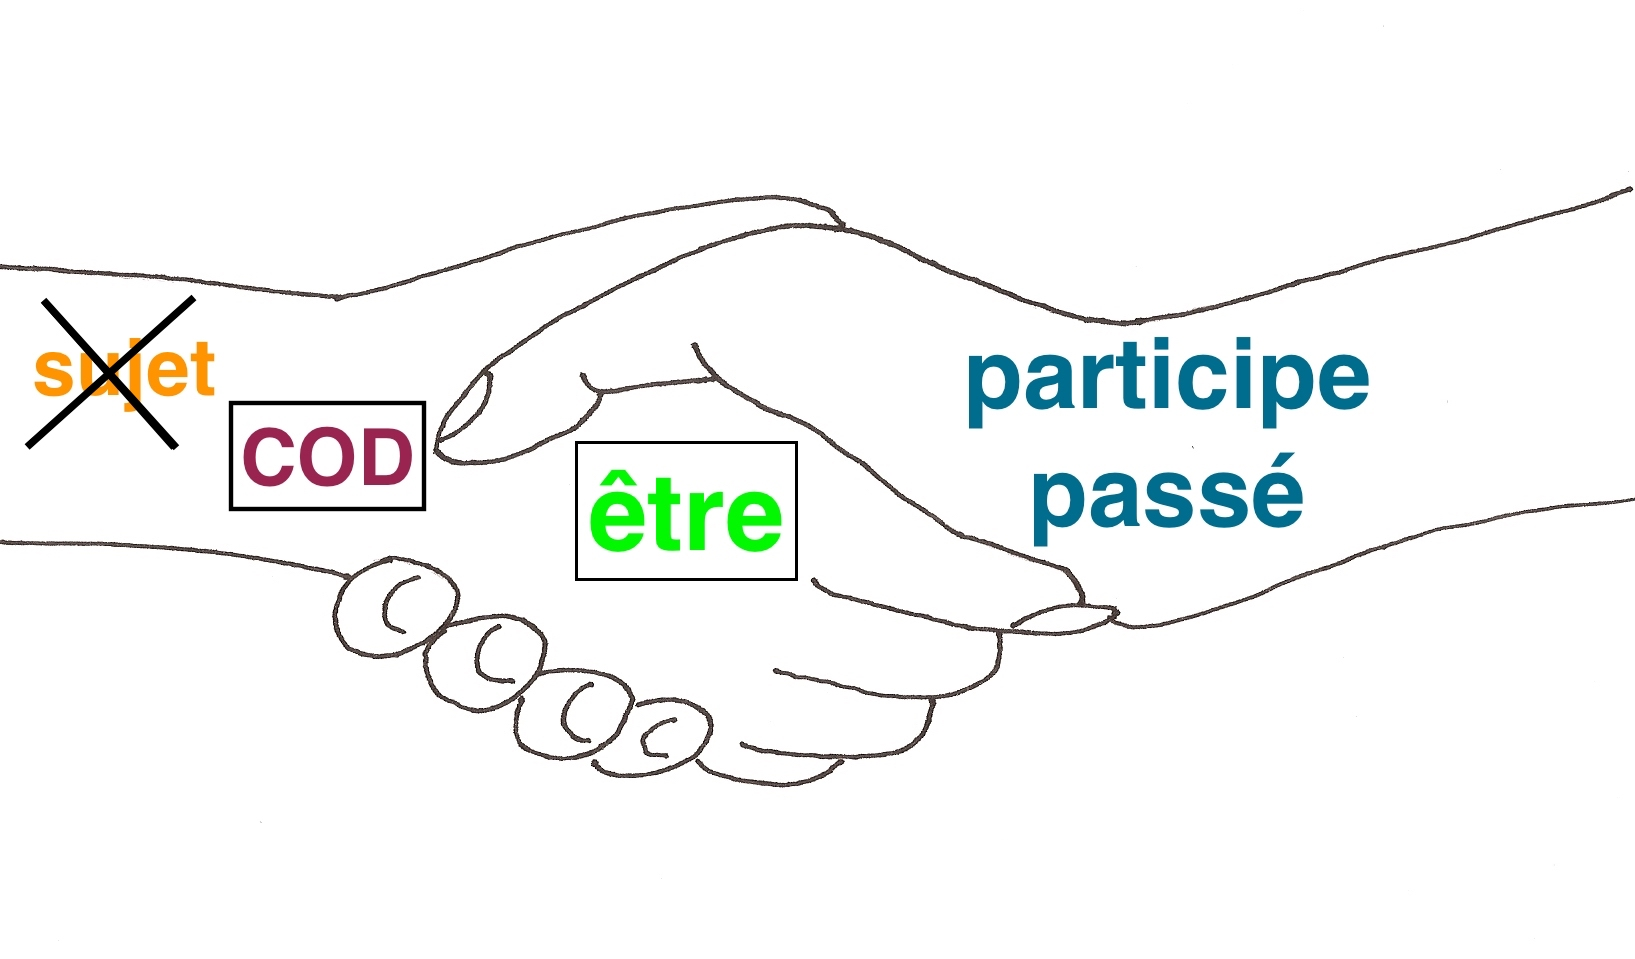 sujet
COD
être
participe
passé